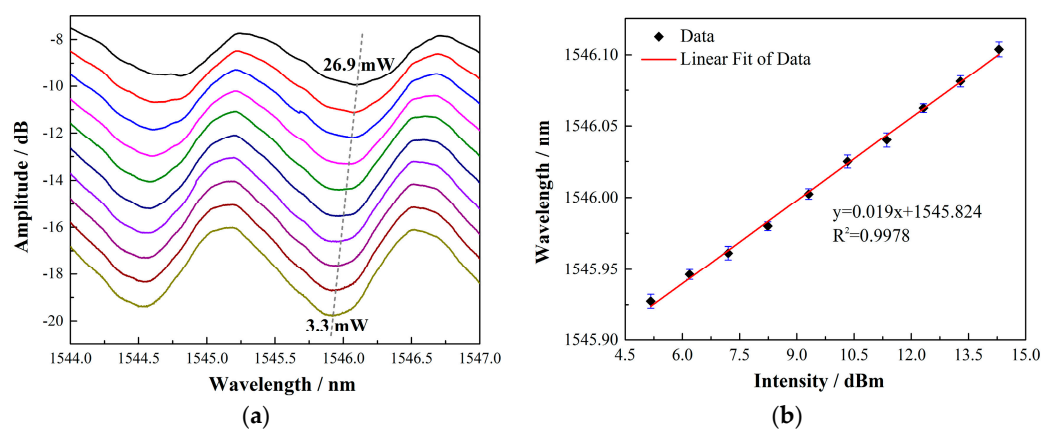 -8
-10
-12
-14
-16
-18
-20
Amplitude / dB
26.9 mW
3.3 mW
1544.0 1544.5 1545.0 1545.5 1546.0 1546.5 1547.0
Wavelength / nm
(a)
1546.10
1546.05
1546.00
1545.95
1545.90
Wavelength / nm
Data
Linear Fit of Data
y=0.019x+1545.824
R²=0.9978
4.5 6.0 7.5 9.0 10.5 12.0 13.5 15.0
Intensity / dBm
(b)